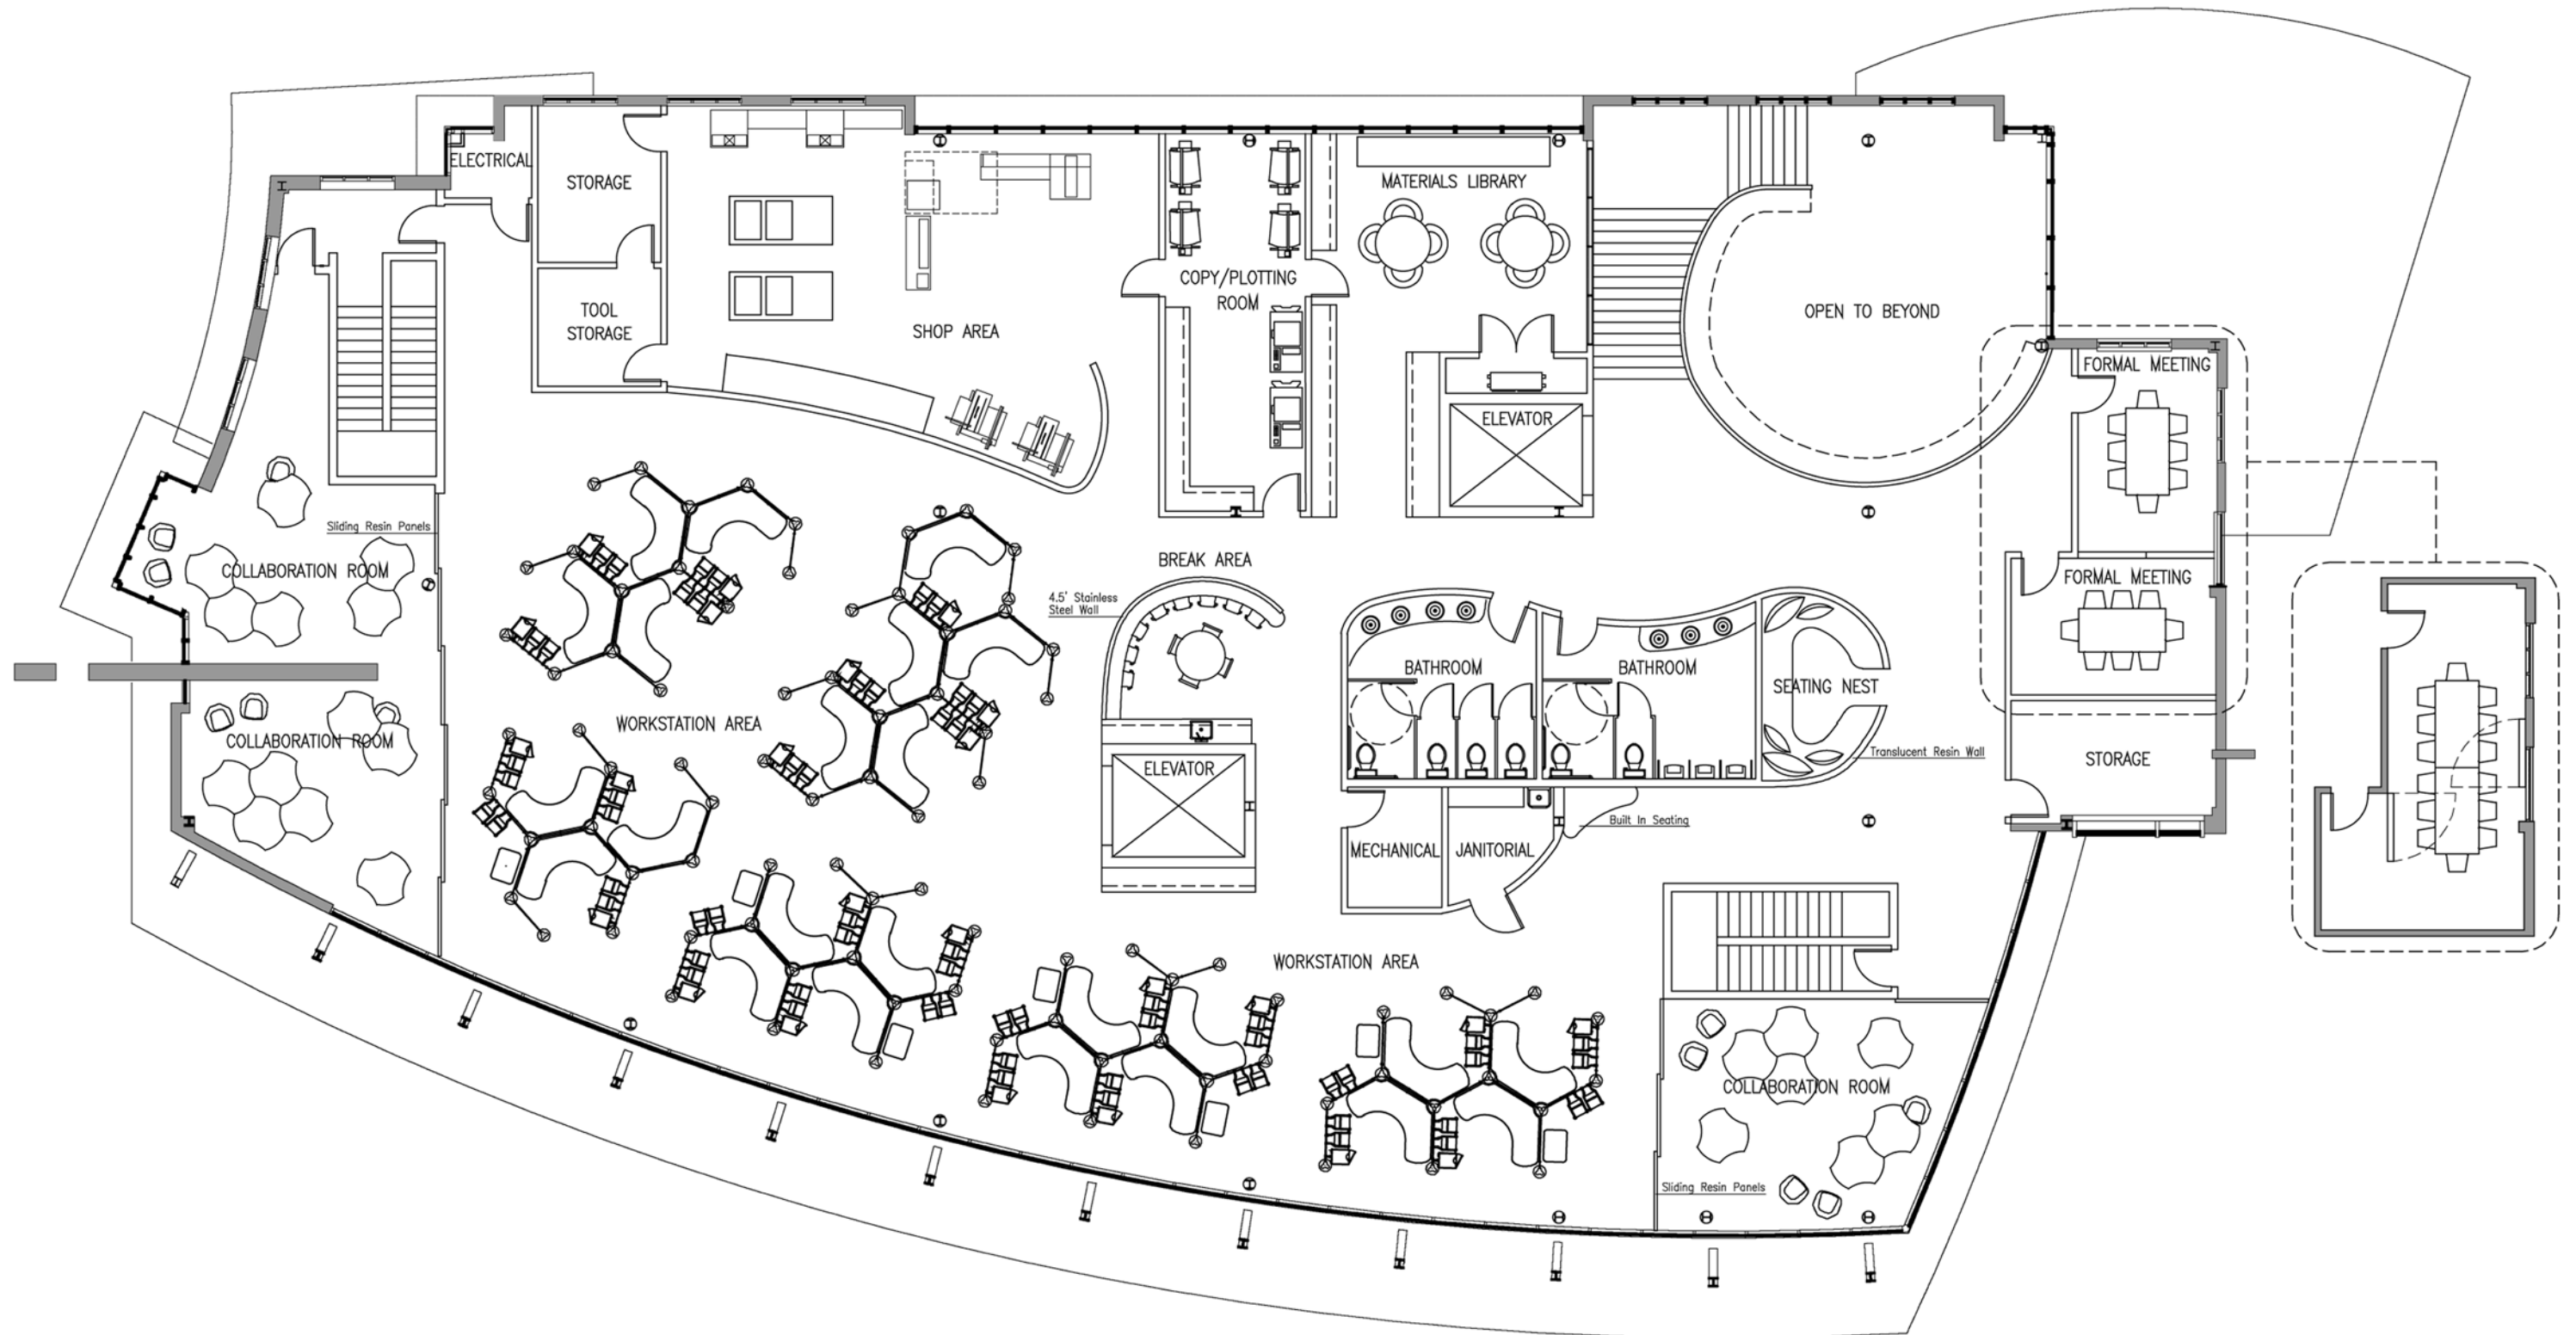 ELECTRICAL
STORAGE
MATERIALS LIBRARY
COPY/PLOTTING
ROOM
TOOL
STORAGE
SHOP AREA
OPEN TO BEYOND
FORMAL MEETING
ELEVATOR
Sliding Resin Panels
COLLABORATION ROOM
BREAK AREA
4.5' Stainless
Steel Wall
FORMAL MEETING
BATHROOM
BATHROOM
SEATING NEST
WORKSTATION AREA
COLLABORATION ROOM
Translucent Resin Wall
STORAGE
ELEVATOR
Built In Seating
MECHANICAL
JANITORIAL
WORKSTATION AREA
COLLABORATION ROOM
Sliding Resin Panels